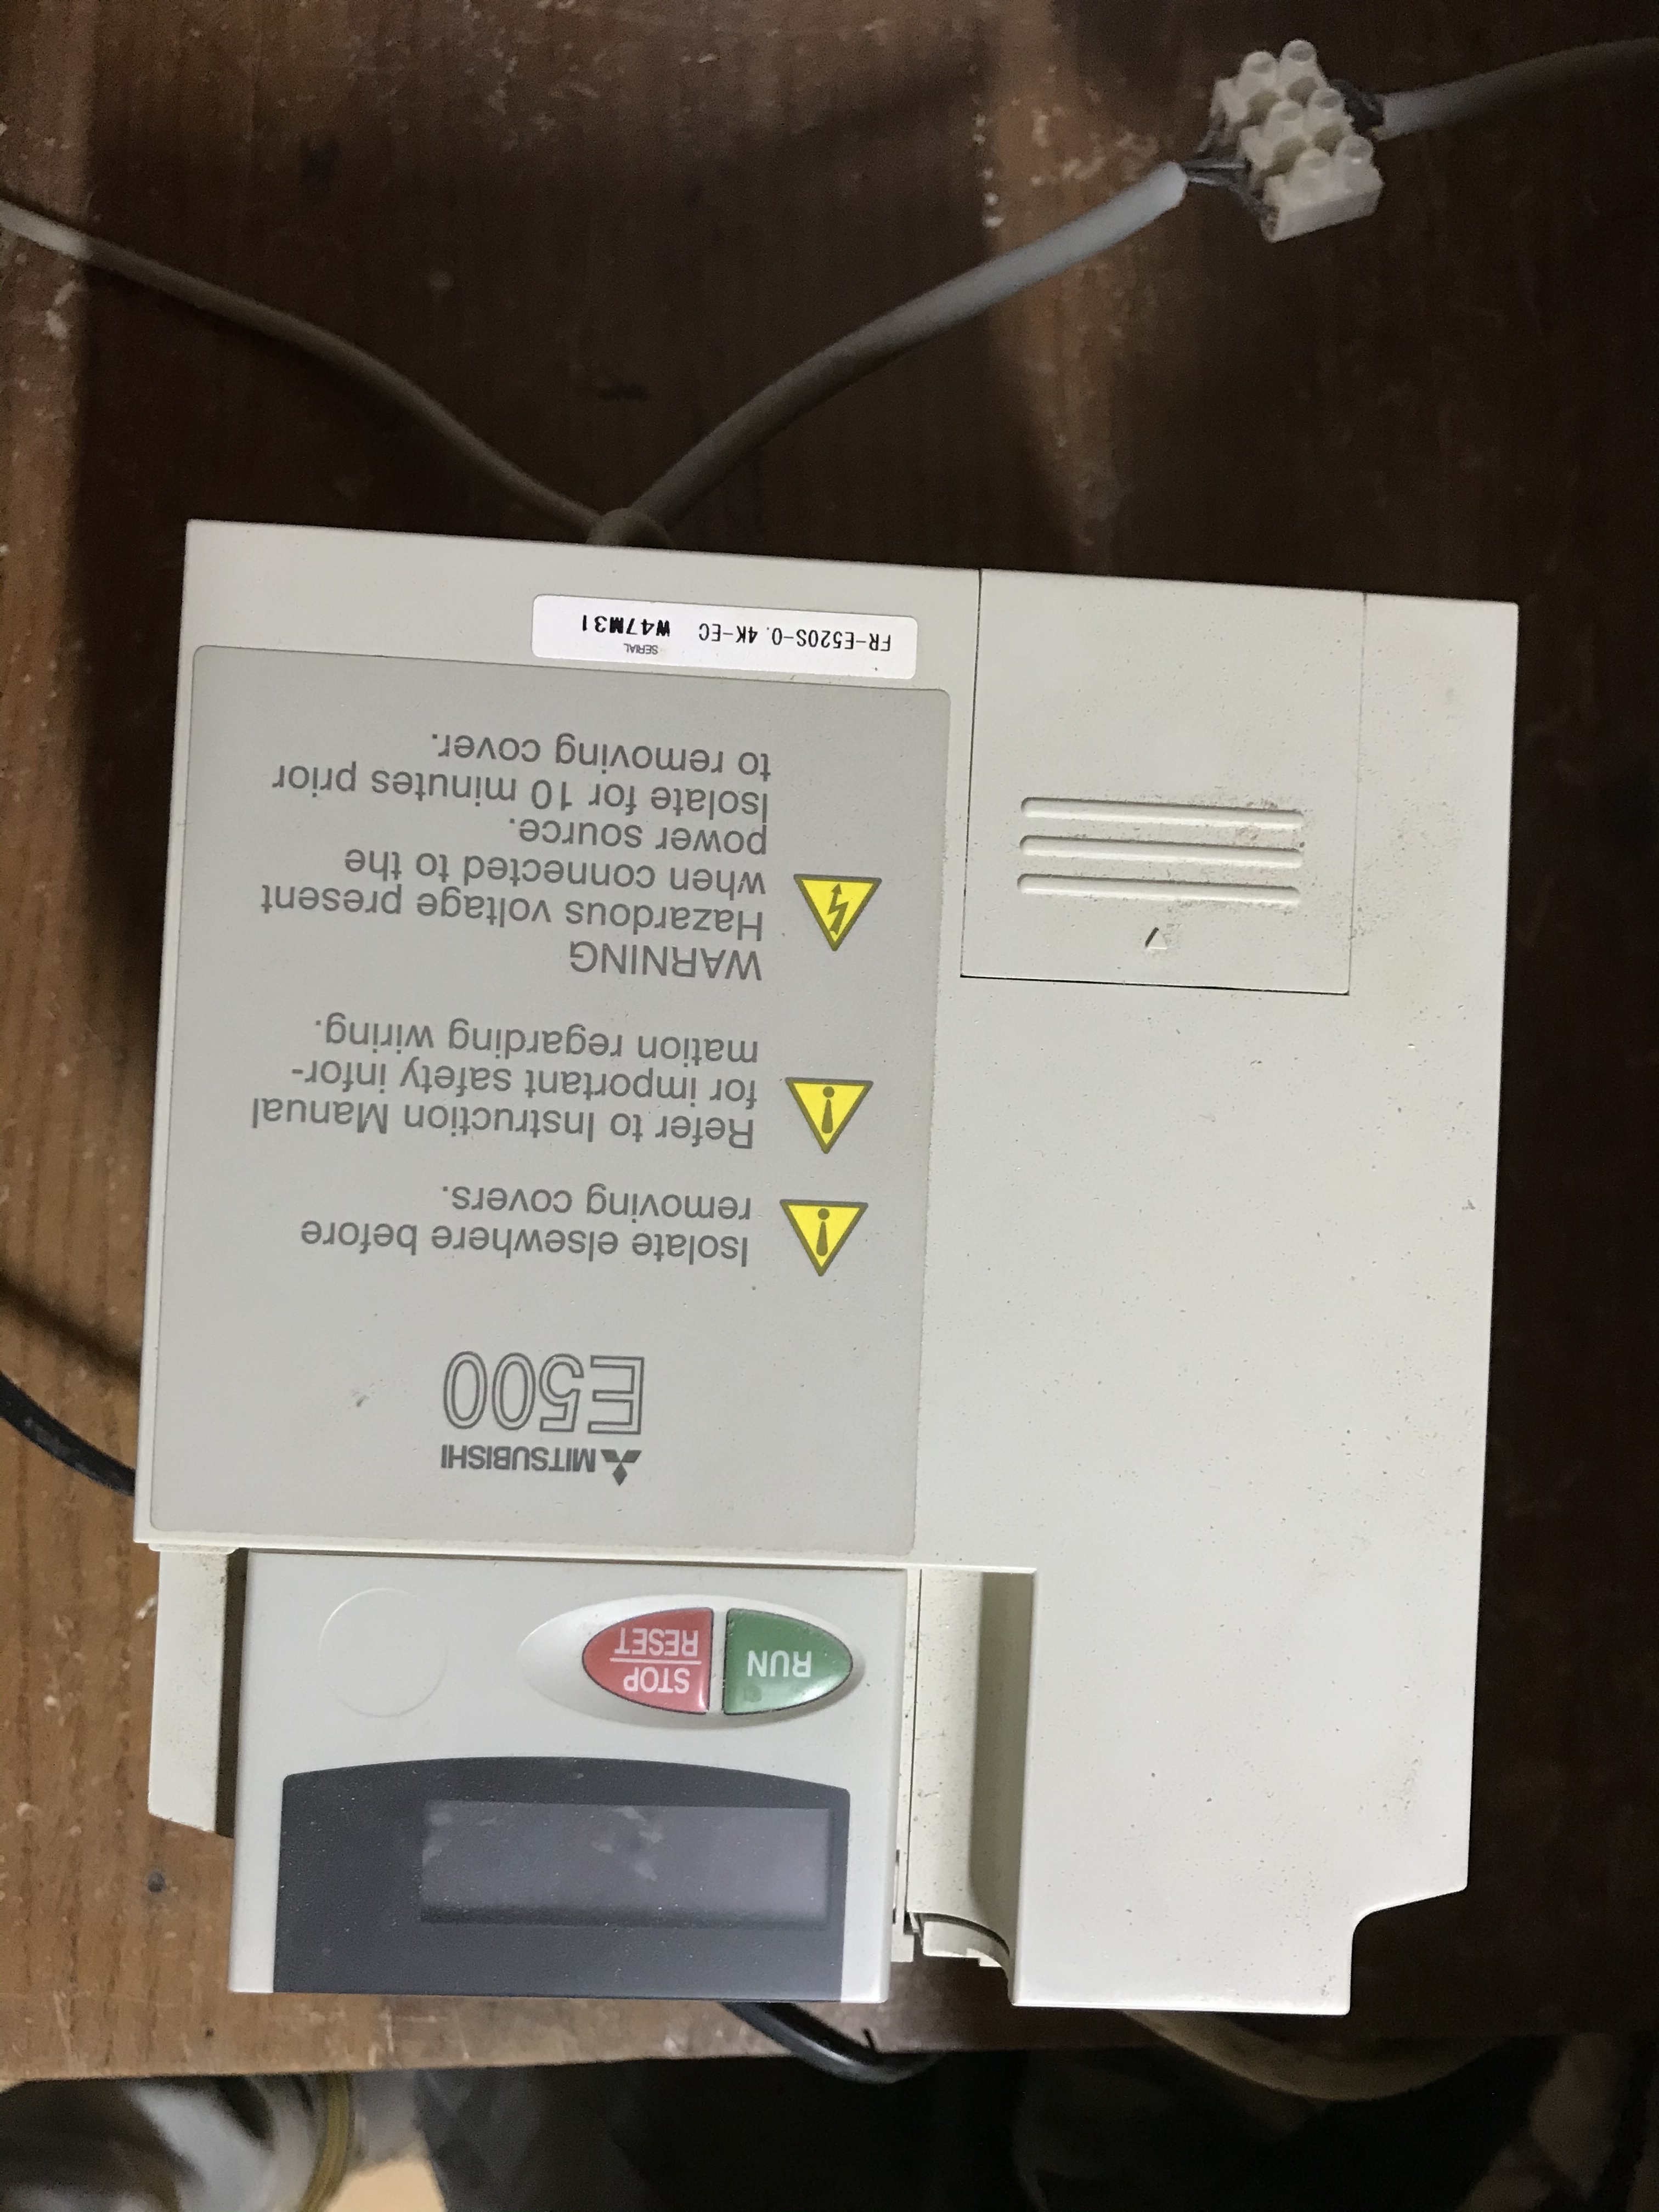 RUN
STOP
RESET
MITSUBISHI
E500
Isolate elsewhere before
removing covers.
Refer to Instruction Manual
for important safety infor-
mation regarding wiring.
WARNING
Hazardous voltage present
when connected to the
power source.
Isolate for 10 minutes prior
to removing cover.
SERIAL
FR-E520S-0.4K-EC W47M31